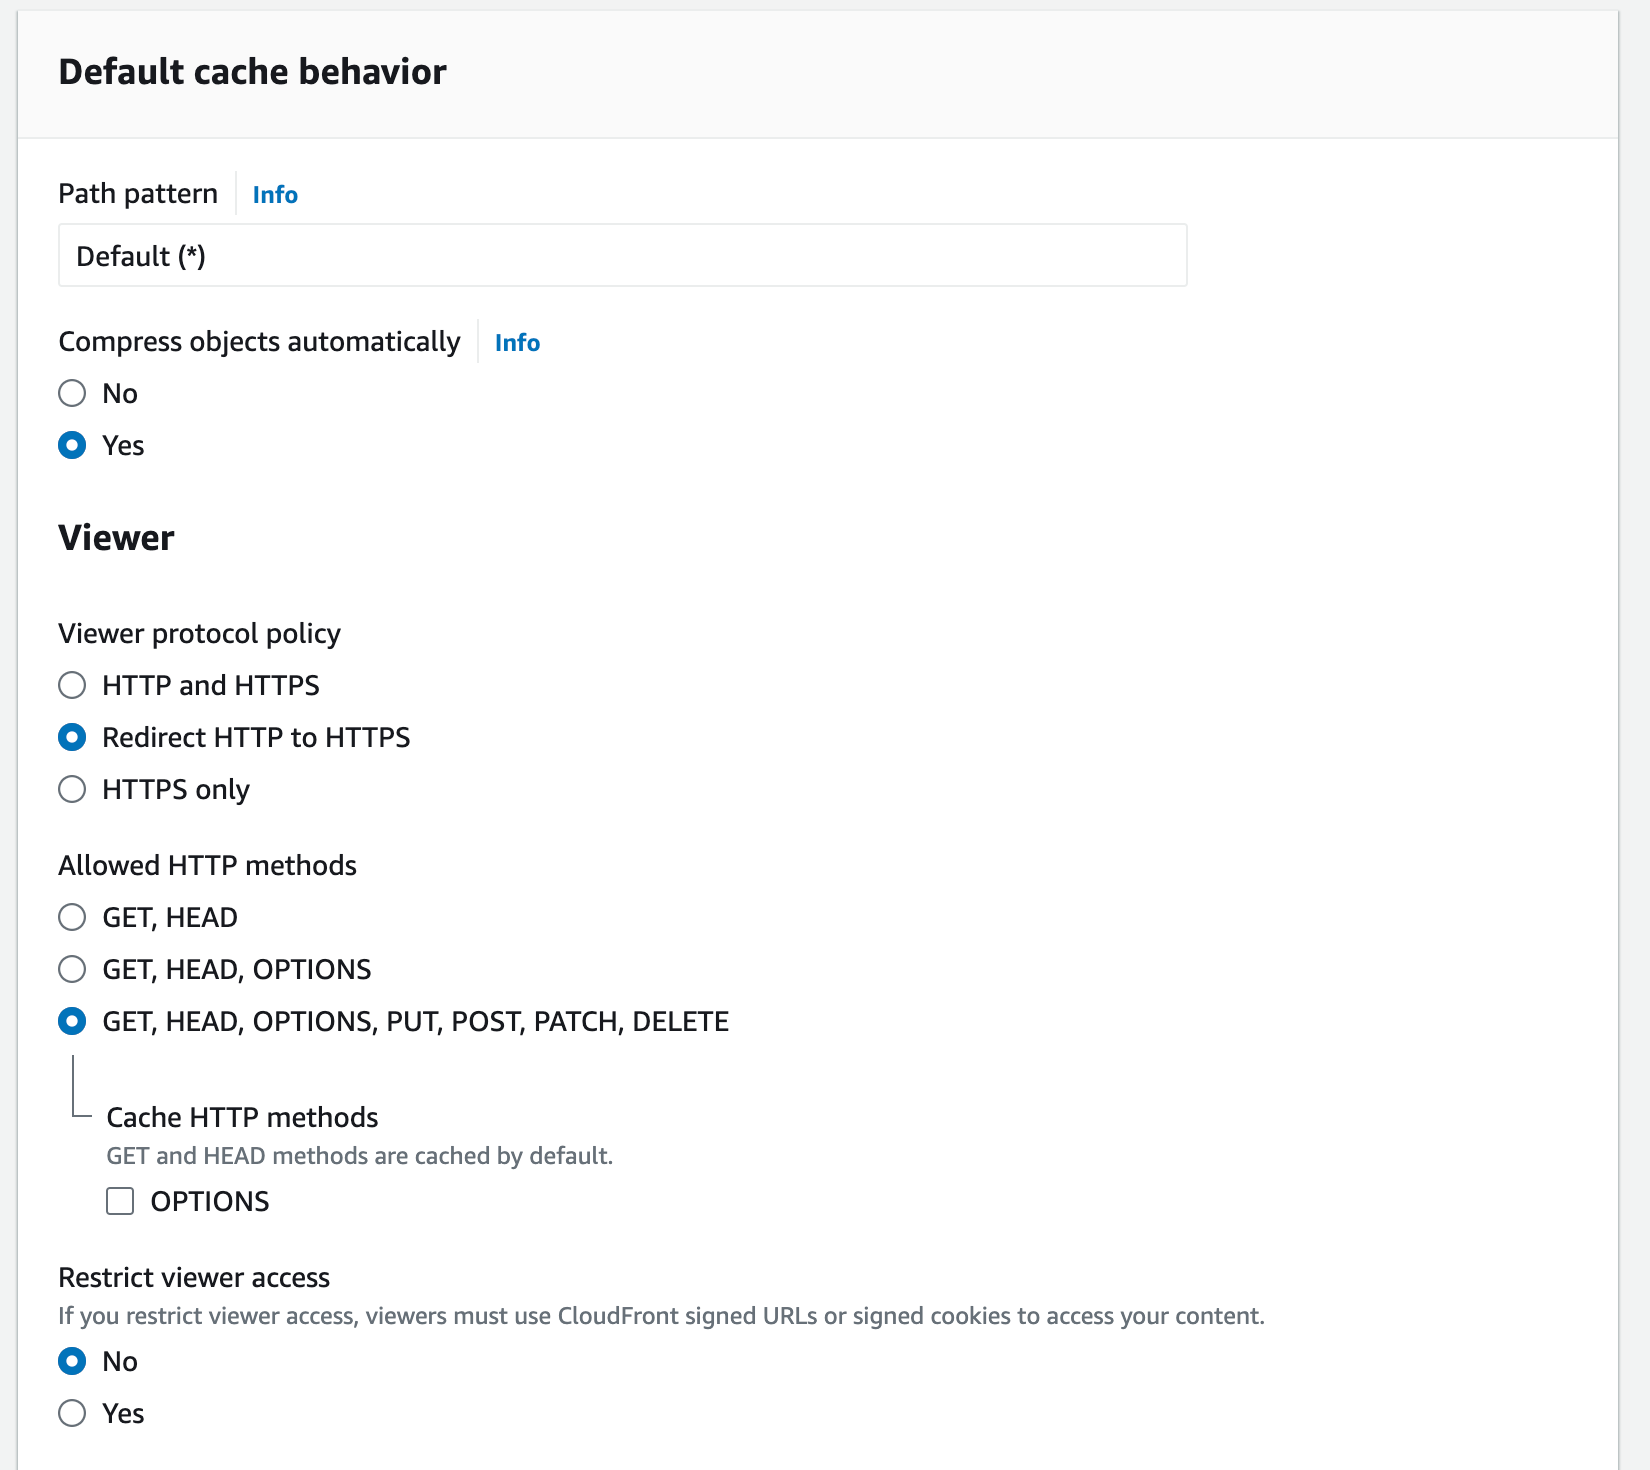 Default cache behavior
Path pattern Info
Default (*)
Compress objects automatically Info
No
Yes
Viewer
Viewer protocol policy
HTTP and HTTPS
Redirect HTTP to HTTPS
HTTPS only
Allowed HTTP methods
GET, HEAD
GET, HEAD, OPTIONS
GET, HEAD, OPTIONS, PUT, POST, PATCH, DELETE
Cache HTTP methods
GET and HEAD methods are cached by default.
OPTIONS
Restrict viewer access
If you restrict viewer access, viewers must use CloudFront signed URLs or signed cookies to access your content.
No
Yes